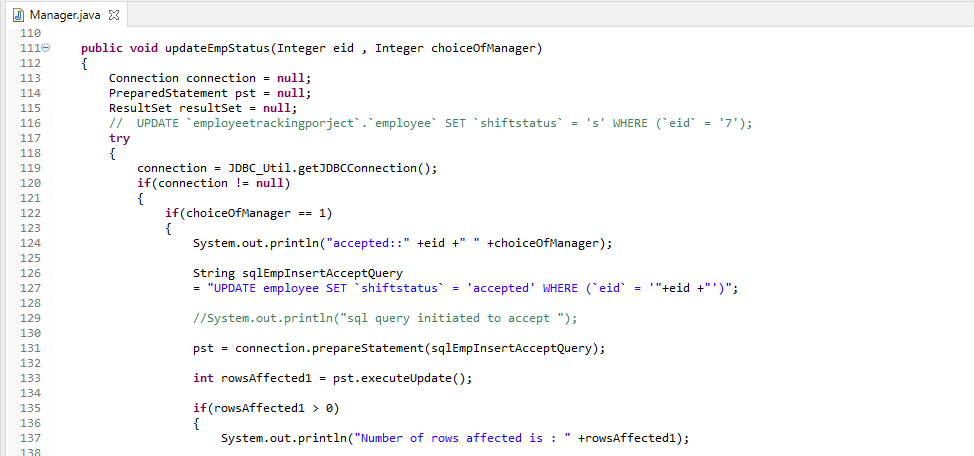 Manager.java
110
111 public void updateEmpStatus(Integer eid , Integer choiceOfManager)
112 {
113 Connection connection = null;
114 PreparedStatement pst = null;
115 ResultSet resultSet = null;
116 //  UPDATE `employeetrackingporject`.`employee` SET `shiftstatus` = 's' WHERE (`eid` = '7');
117 try
118 {
119 connection = JDBC_Util.getJDBCConnection();
120 if(connection != null)
121 {
122 if(choiceOfManager == 1)
123 {
124 System.out.println("accepted::" +eid +" " +choiceOfManager);
125
126 String sqlEmpInsertAcceptQuery
127 = "UPDATE employee SET `shiftstatus` = 'accepted' WHERE (`eid` = '"+eid +"')";
128
129 //System.out.println("sql query initiated to accept ");
130
131 pst = connection.prepareStatement(sqlEmpInsertAcceptQuery);
132
133 int rowsAffected1 = pst.executeUpdate();
134
135 if(rowsAffected1 > 0)
136 {
137 System.out.println("Number of rows affected is : " +rowsAffected1);
138